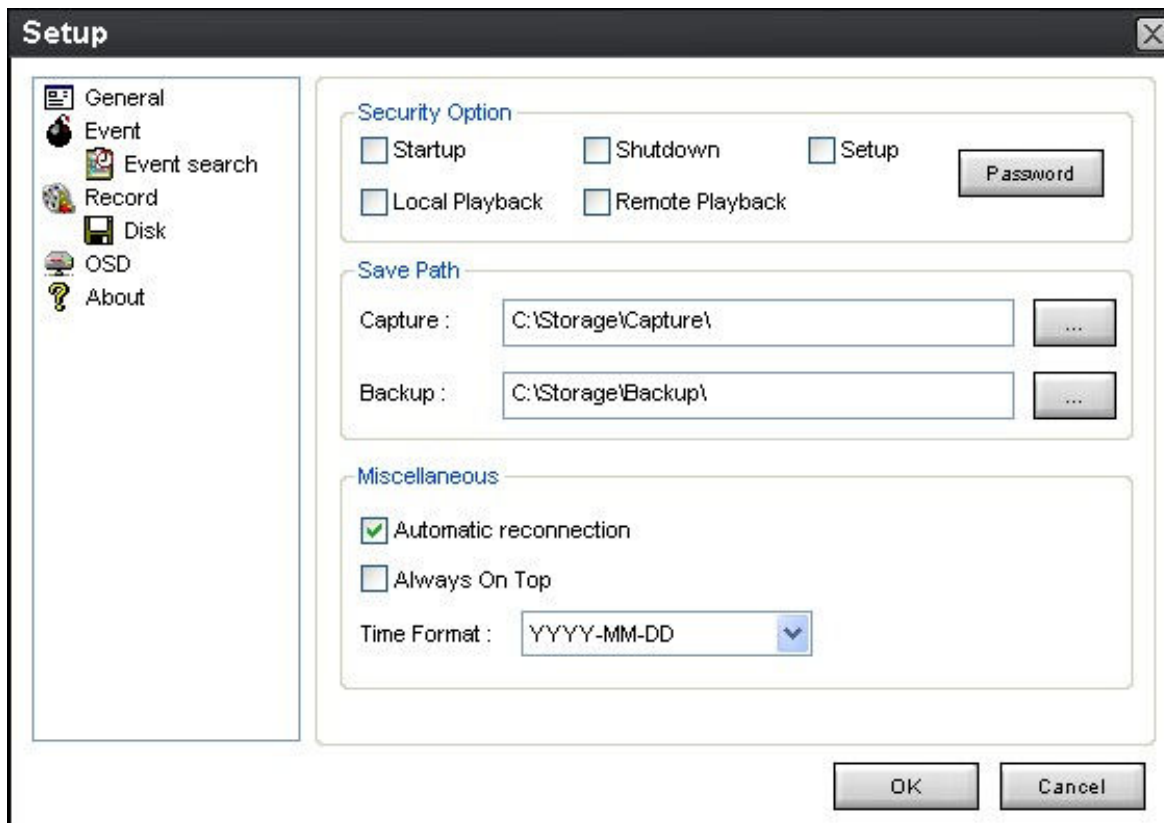 Setup
General
Event
Event search
Record
Disk
OSD
About
Security Option
Startup Shutdown Setup
Password
Local Playback Remote Playback
Save Path
Capture : C:\Storage\Capture\ ...
Backup : C:\Storage\Backup\ ...
Miscellaneous
Automatic reconnection
Always On Top
Time Format : YYYY-MM-DD
OK Cancel